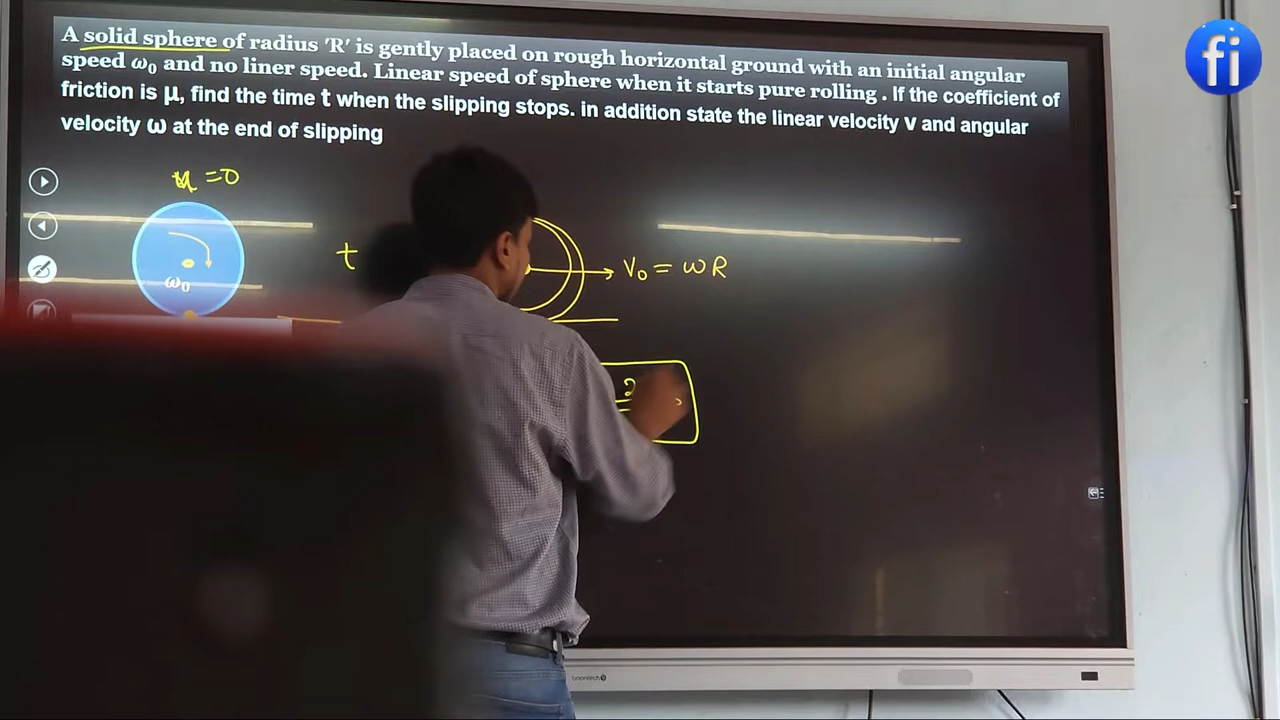 A solid sphere of radius 'R' is gently placed on rough horizontal ground with an initial angular
speed ω₀ and no liner speed. Linear speed of sphere when it starts pure rolling . If the coefficient of
friction is μ, find the time t when the slipping stops. in addition state the linear velocity v and angular
velocity ω at the end of slipping
u = 0
ω₀
t
V₀ = ωR
2
fi